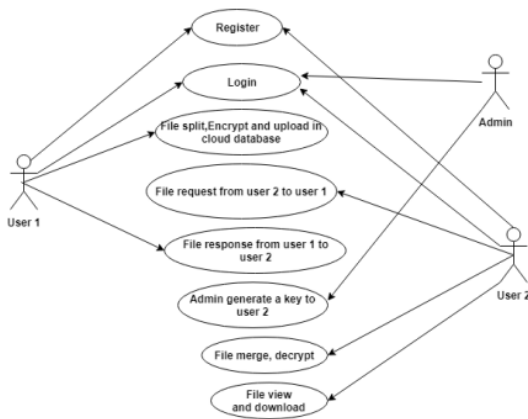 Register
Login
Admin
File split,Encrypt and upload in
cloud database
File request from user 2 to user 1
User 1
File response from user 1 to
user 2
User 2
Admin generate a key to
user 2
File merge, decrypt
File view
and download